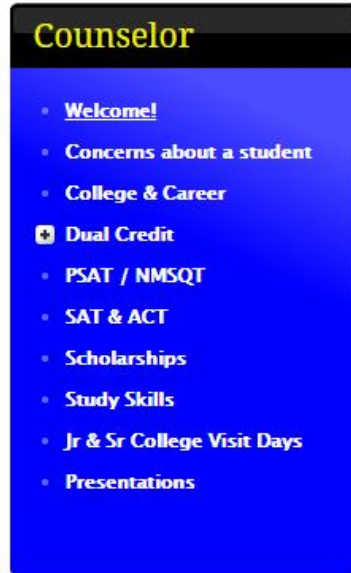 Counselor
Welcome!
Concerns about a student
College & Career
Dual Credit
PSAT / NMSQT
SAT & ACT
Scholarships
Study Skills
Jr & Sr College Visit Days
Presentations